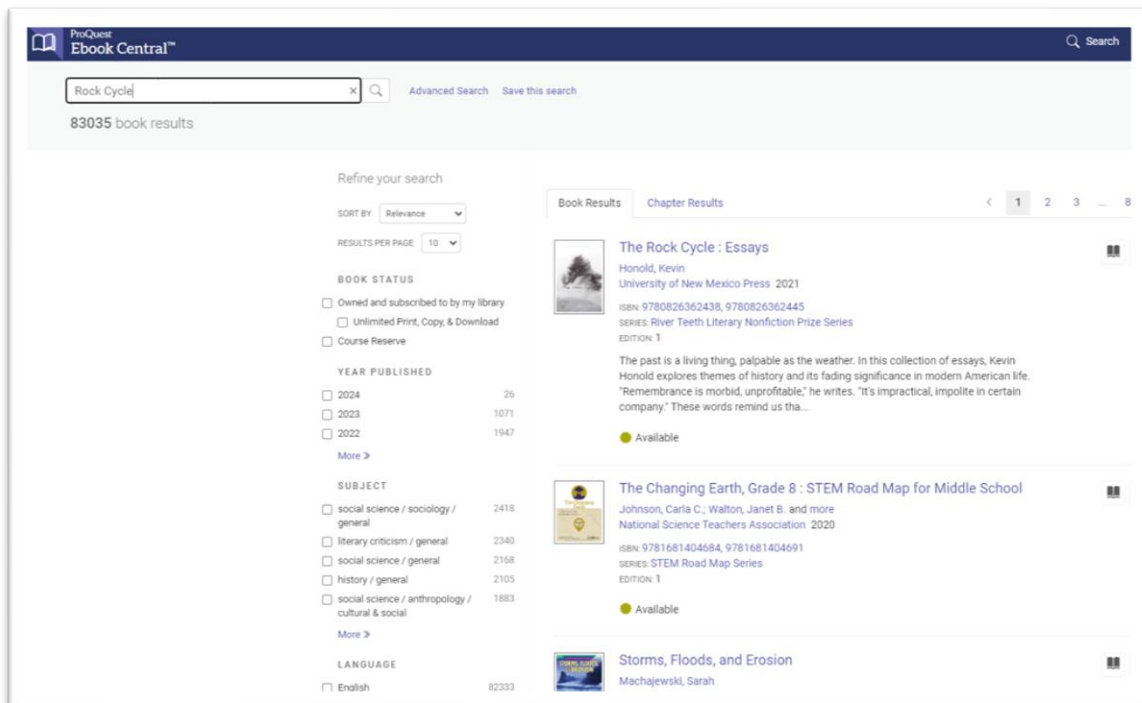 ProQuest
Ebook Central™
Search
Rock Cycle
×
Advanced Search Save this search
83035 book results
Refine your search
SORT BY Relevance
RESULTS PER PAGE 10
BOOK STATUS
Owned and subscribed to by my library
Unlimited Print, Copy, & Download
Course Reserve
YEAR PUBLISHED
2024 26
2023 1071
2022 1947
More »
SUBJECT
social science / sociology / 2418
general
literary criticism / general 2340
social science / general 2168
history / general 2105
social science / anthropology / 1883
cultural & social
More »
LANGUAGE
English 82333
Book Results Chapter Results
< 1 2 3 ... 8
The Rock Cycle : Essays
Honold, Kevin
University of New Mexico Press 2021
ISBN: 9780826362438, 9780826362445
SERIES: River Teeth Literary Nonfiction Prize Series
EDITION: 1
The past is a living thing, palpable as the weather. In this collection of essays, Kevin
Honold explores themes of history and its fading significance in modern American life.
"Remembrance is morbid, unprofitable," he writes. "It's impractical, impolite in certain
company." These words remind us tha...
Available
The Changing Earth, Grade 8 : STEM Road Map for Middle School
Johnson, Carla C.; Walton, Janet B. and more
National Science Teachers Association 2020
ISBN: 9781681404684, 9781681404691
SERIES: STEM Road Map Series
EDITION: 1
Available
STORMS, FLOODS,
Storms, Floods, and Erosion
Machajewski, Sarah